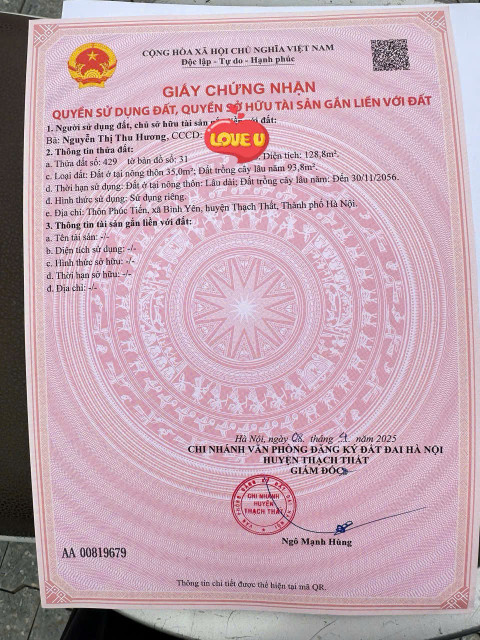 CỘNG HÒA XÃ HỘI CHỦ NGHĨA VIỆT NAM
Độc lập - Tự do - Hạnh phúc
GIẤY CHỨNG NHẬN
QUYỀN SỬ DỤNG ĐẤT, QUYỀN SỞ HỮU TÀI SẢN GẮN LIỀN VỚI ĐẤT
1. Người sử dụng đất, chủ sở hữu tài sản gắn liền với đất:
Bà: Nguyễn Thị Thu Hương, CCCD:
LOVE U
2. Thông tin thửa đất:
a. Thửa đất số: 429 tờ bản đồ số: 31 Diện tích: 128,8m².
c. Loại đất: Đất ở tại nông thôn 35,0m²; Đất trồng cây lâu năm 93,8m².
d. Thời hạn sử dụng: Đất ở tại nông thôn: Lâu dài; Đất trồng cây lâu năm: Đến 30/11/2056.
đ. Hình thức sử dụng: Sử dụng riêng.
e. Địa chỉ: Thôn Phúc Tiến, xã Bình Yên, huyện Thạch Thất, Thành phố Hà Nội.
3. Thông tin tài sản gắn liền với đất:
a. Tên tài sản: -/-
b. Diện tích sử dụng: -/-
c. Hình thức sở hữu: -/-
d. Thời hạn sở hữu: -/-
đ. Địa chỉ: -/-
Hà Nội, ngày 08 tháng 01 năm 2025
CHI NHÁNH VĂN PHÒNG ĐĂNG KÝ ĐẤT ĐAI HÀ NỘI
HUYỆN THẠCH THẤT
GIÁM ĐỐC
CHI NHÁNH
HUYỆN
THẠCH THẤT
Ngô Mạnh Hùng
AA 00819679
Thông tin chi tiết được thể hiện tại mã QR.